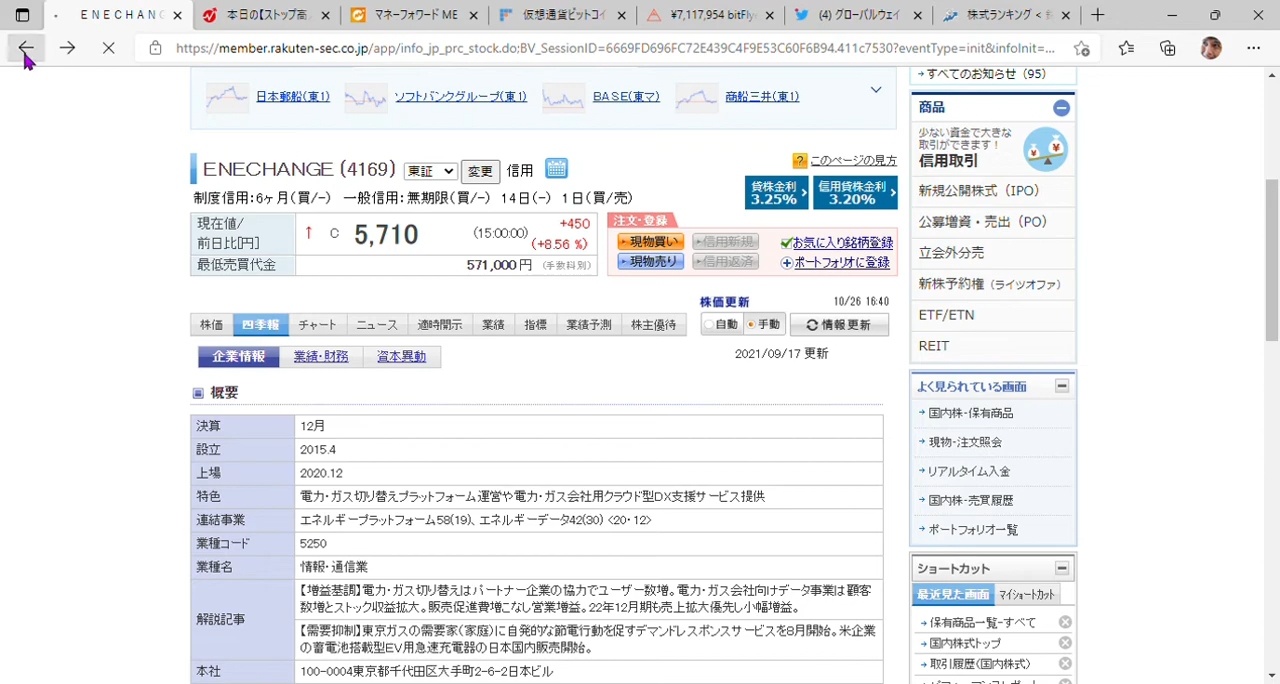 ENECHANG
本日の【ストップ高
マネーフォワード ME
仮想通貨ビットコイ
¥7,117,954 bitFly
(4) グローバルウェイ
株式ランキング <
https://member.rakuten-sec.co.jp/app/info_jp_prc_stock.do;BV_SessionID=6669FD696FC72E439C4F9E53C60F6B94.411c7530?eventType=init&infoInit=...
日本郵船(東1)
ソフトバンクグループ(東1)
BASE(東マ)
商船三井(東1)
すべてのお知らせ (95)
ENECHANGE (4169)
東証
変更
信用
このページの見方
制度信用:6ヶ月(買/-) 一般信用:無期限(買/-) 14日(-) 1日(買/売)
貸株金利
3.25%
信用貸株金利
3.20%
現在値/
前日比[円]
↑ C 5,710 (15:00:00) +450
(+8.56 %)
最低売買代金
571,000 円 (手数料別)
注文・登録
現物買い
信用新規
お気に入り銘柄登録
現物売り
信用返済
ポートフォリオに登録
株価更新
10/26 16:40
自動
手動
情報更新
株価
四季報
チャート
ニュース
適時開示
業績
指標
業績予測
株主優待
企業情報
業績・財務
資本異動
2021/09/17 更新
概要
決算 12月
設立 2015.4
上場 2020.12
特色 電力・ガス切り替えプラットフォーム運営や電力・ガス会社用クラウド型DX支援サービス提供
連結事業 エネルギープラットフォーム58(19)、エネルギーデータ42(30) <20・12>
業種コード 5250
業種名 情報・通信業
解説記事
【増益基調】電力・ガス切り替えはパートナー企業の協力でユーザー数増。電力・ガス会社向けデータ事業は顧客
数増とストック収益拡大。販売促進費増こなし営業増益。22年12月期も売上拡大優先し小幅増益。
【需要抑制】東京ガスの需要家(家庭)に自発的な節電行動を促すデマンドレスポンスサービスを8月開始。米企業
の蓄電池搭載型EV用急速充電器の日本国内販売開始。
本社 100-0004東京都千代田区大手町2-6-2日本ビル
商品
少ない資金で大きな
取引ができます!
信用取引
新規公開株式 (IPO)
公募増資・売出 (PO)
立会外分売
新株予約権 (ライツオファ)
ETF/ETN
REIT
よく見られている画面
国内株-保有商品
現物-注文照会
リアルタイム入金
国内株-売買履歴
ポートフォリオ一覧
ショートカット
最近見た画面
マイショートカット
保有商品一覧-すべて
国内株式トップ
取引履歴(国内株式)